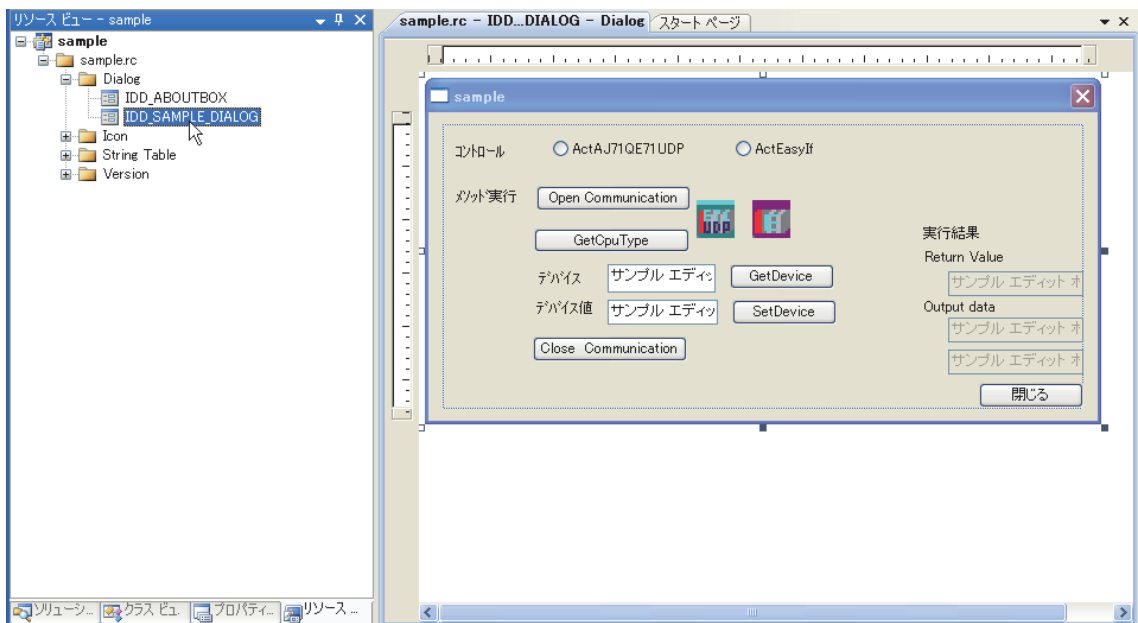 リソース ビュー - sample
sample
sample.rc
Dialog
IDD_ABOUTBOX
IDD_SAMPLE_DIALOG
Icon
String Table
Version
ソリューシ...
クラス ビュ.
プロパティ...
リソース ...
sample.rc - IDD...DIALOG - Dialog
スタート ページ
sample
コントロール
ActAJ71QE71UDP
ActEasyIf
メソッド実行
Open Communication
UDP
GetCpuType
デバイス
サンプル エディッ
GetDevice
デバイス値
サンプル エディッ
SetDevice
Close Communication
実行結果
Return Value
サンプル エディット ボ
Output data
サンプル エディット ボ
サンプル エディット ボ
閉じる